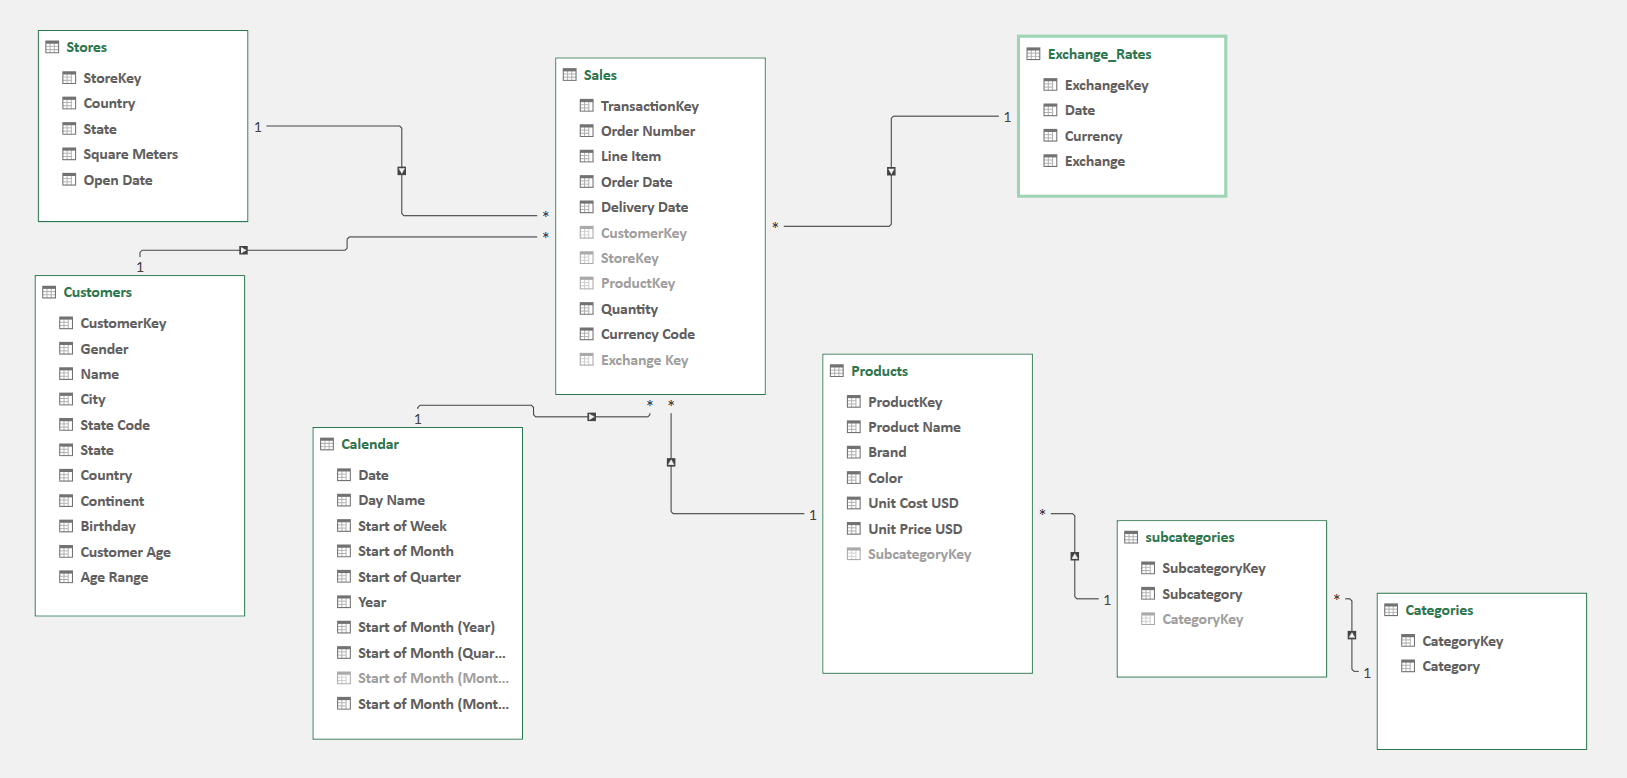 Stores
StoreKey
Country
State
Square Meters
Open Date
1
*
Customers
CustomerKey
Gender
Name
City
State Code
State
Country
Continent
Birthday
Customer Age
Age Range
1
*
Sales
TransactionKey
Order Number
Line Item
Order Date
Delivery Date
CustomerKey
StoreKey
ProductKey
Quantity
Currency Code
Exchange Key
*
1
Exchange_Rates
ExchangeKey
Date
Currency
Exchange
* *
1
Calendar
Date
Day Name
Start of Week
Start of Month
Start of Quarter
Year
Start of Month (Year)
Start of Month (Quar...
Start of Month (Mont...
Start of Month (Mont...
1
Products
ProductKey
Product Name
Brand
Color
Unit Cost USD
Unit Price USD
SubcategoryKey
*
1
subcategories
SubcategoryKey
Subcategory
CategoryKey
*
1
Categories
CategoryKey
Category